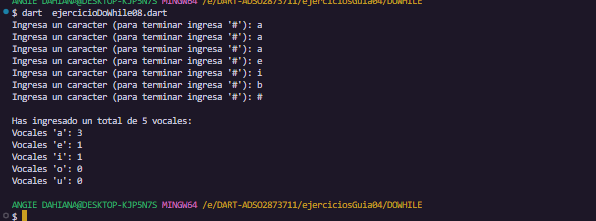 ANGIE DAHIANA@DESKTOP-KJP5N7S MINGW64 /e/DART-ADSO2873711/ejerciciosGuia04/DOWHILE
$ dart  ejercicioDoWhile08.dart
Ingresa un caracter (para terminar ingresa '#'): a
Ingresa un caracter (para terminar ingresa '#'): a
Ingresa un caracter (para terminar ingresa '#'): a
Ingresa un caracter (para terminar ingresa '#'): e
Ingresa un caracter (para terminar ingresa '#'): i
Ingresa un caracter (para terminar ingresa '#'): b
Ingresa un caracter (para terminar ingresa '#'): #
Has ingresado un total de 5 vocales:
Vocales 'a': 3
Vocales 'e': 1
Vocales 'i': 1
Vocales 'o': 0
Vocales 'u': 0
ANGIE DAHIANA@DESKTOP-KJP5N7S MINGW64 /e/DART-ADSO2873711/ejerciciosGuia04/DOWHILE
$